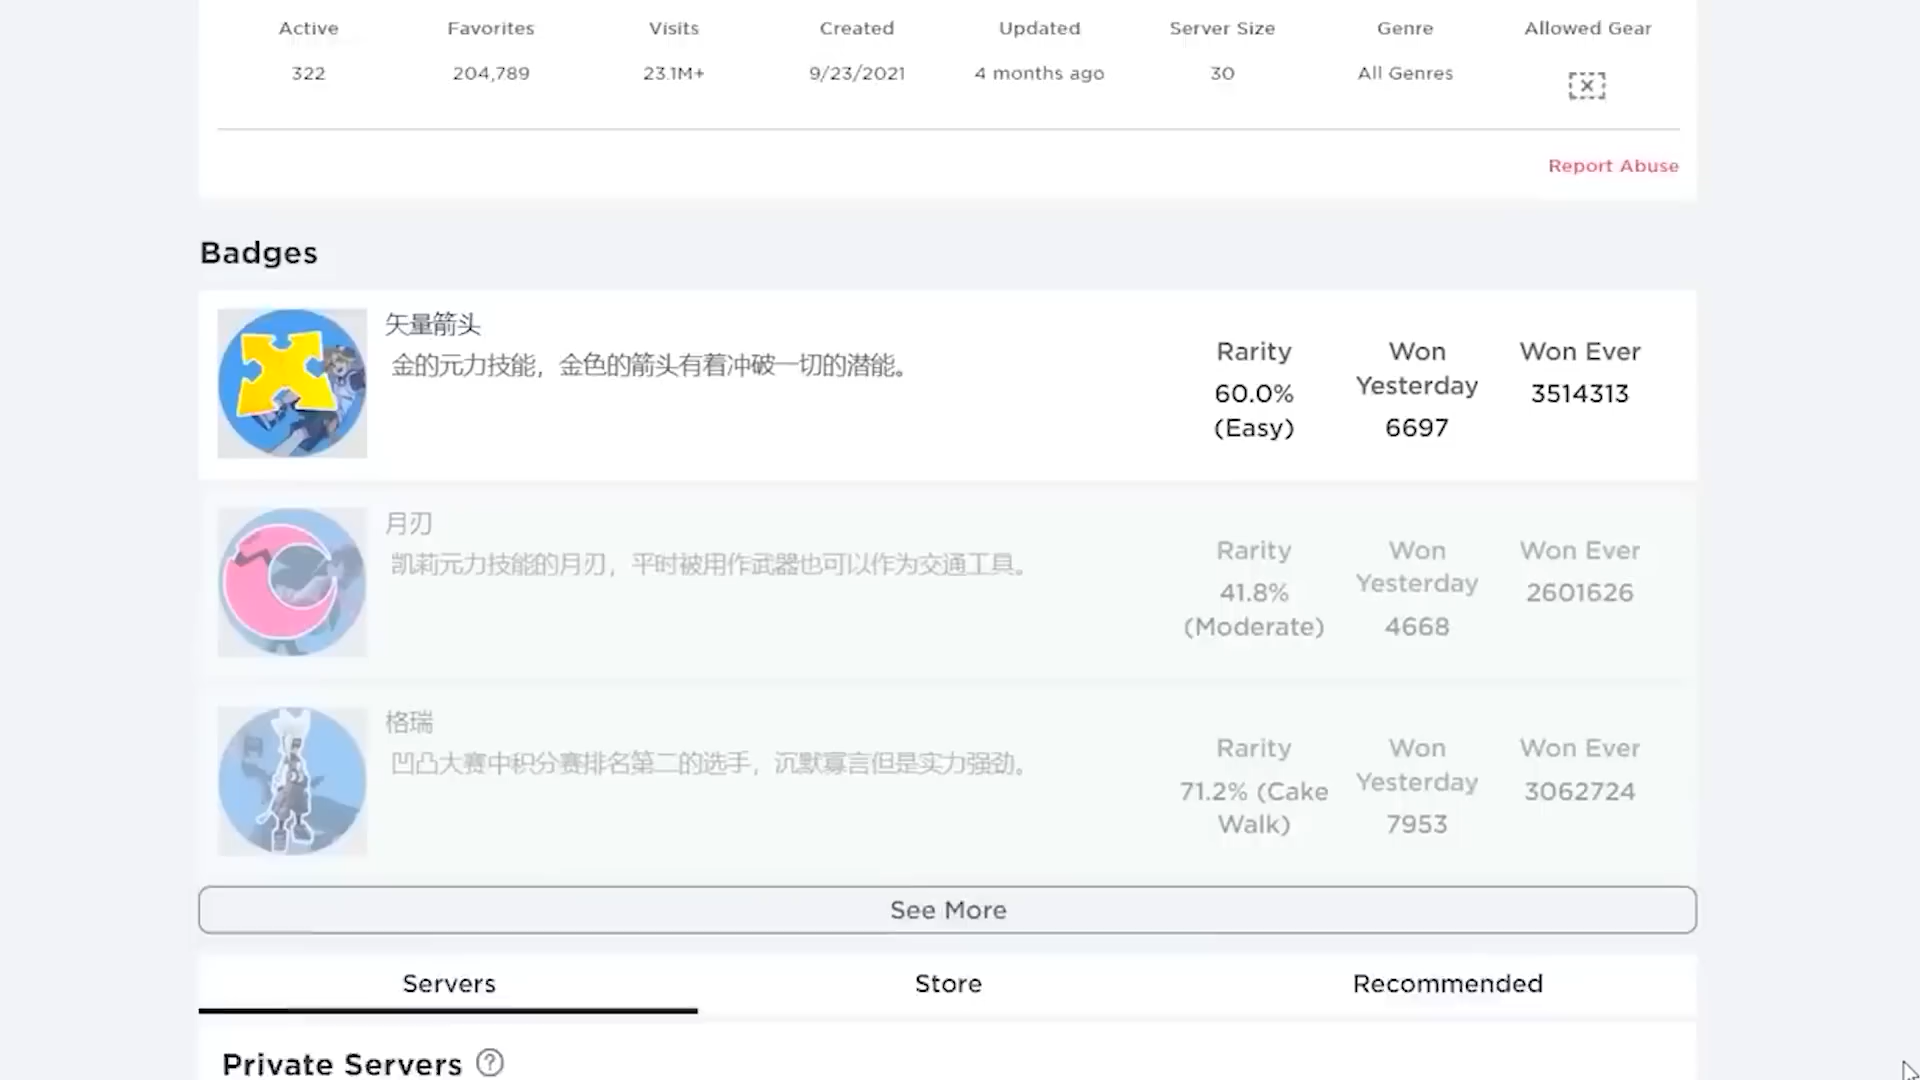 Active Favorites Visits Created Updated Server Size Genre Allowed Gear
322 204,789 23.1M+ 9/23/2021 4 months ago 30 All Genres
Report Abuse
Badges
矢量箭头
金的元力技能，金色的箭头有着冲破一切的潜能。
Rarity
60.0%
(Easy)
Won
Yesterday
6697
Won Ever
3514313
月刃
凯莉元力技能的月刃，平时被用作武器也可以作为交通工具。
Rarity
41.8%
(Moderate)
Won
Yesterday
4668
Won Ever
2601626
格瑞
凹凸大赛中积分赛排名第二的选手，沉默寡言但是实力强劲。
Rarity
71.2% (Cake
Walk)
Won
Yesterday
7953
Won Ever
3062724
See More
Servers Store Recommended
Private Servers ?